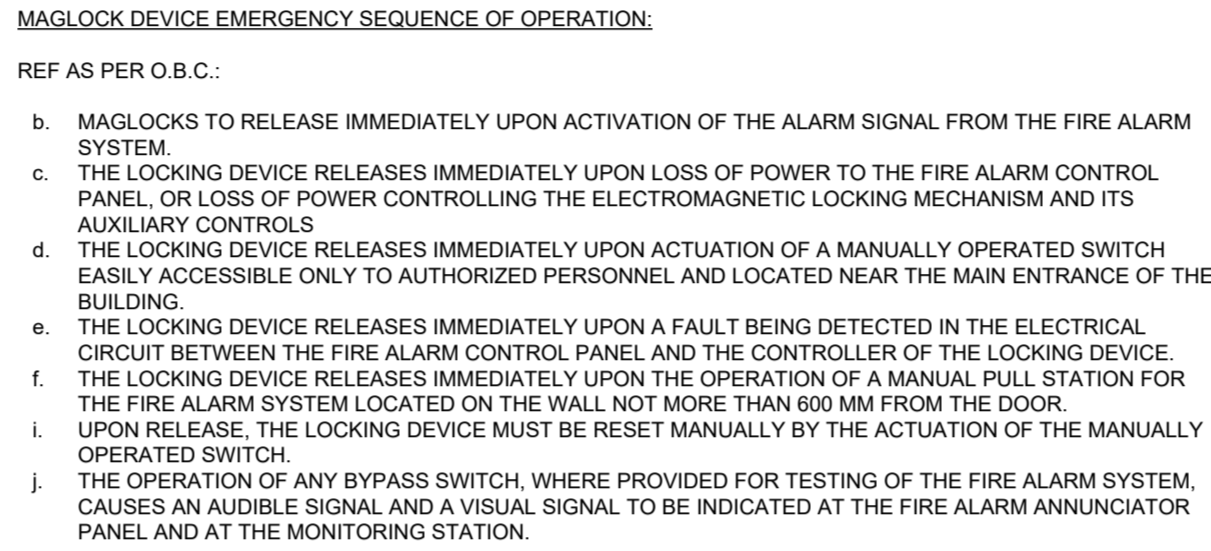 MAGLOCK DEVICE EMERGENCY SEQUENCE OF OPERATION:
REF AS PER O.B.C.:
b. MAGLOCKS TO RELEASE IMMEDIATELY UPON ACTIVATION OF THE ALARM SIGNAL FROM THE FIRE ALARM
SYSTEM.
c. THE LOCKING DEVICE RELEASES IMMEDIATELY UPON LOSS OF POWER TO THE FIRE ALARM CONTROL
PANEL, OR LOSS OF POWER CONTROLLING THE ELECTROMAGNETIC LOCKING MECHANISM AND ITS
AUXILIARY CONTROLS
d. THE LOCKING DEVICE RELEASES IMMEDIATELY UPON ACTUATION OF A MANUALLY OPERATED SWITCH
EASILY ACCESSIBLE ONLY TO AUTHORIZED PERSONNEL AND LOCATED NEAR THE MAIN ENTRANCE OF THE
BUILDING.
e. THE LOCKING DEVICE RELEASES IMMEDIATELY UPON A FAULT BEING DETECTED IN THE ELECTRICAL
CIRCUIT BETWEEN THE FIRE ALARM CONTROL PANEL AND THE CONTROLLER OF THE LOCKING DEVICE.
f. THE LOCKING DEVICE RELEASES IMMEDIATELY UPON THE OPERATION OF A MANUAL PULL STATION FOR
THE FIRE ALARM SYSTEM LOCATED ON THE WALL NOT MORE THAN 600 MM FROM THE DOOR.
i. UPON RELEASE, THE LOCKING DEVICE MUST BE RESET MANUALLY BY THE ACTUATION OF THE MANUALLY
OPERATED SWITCH.
j. THE OPERATION OF ANY BYPASS SWITCH, WHERE PROVIDED FOR TESTING OF THE FIRE ALARM SYSTEM,
CAUSES AN AUDIBLE SIGNAL AND A VISUAL SIGNAL TO BE INDICATED AT THE FIRE ALARM ANNUNCIATOR
PANEL AND AT THE MONITORING STATION.